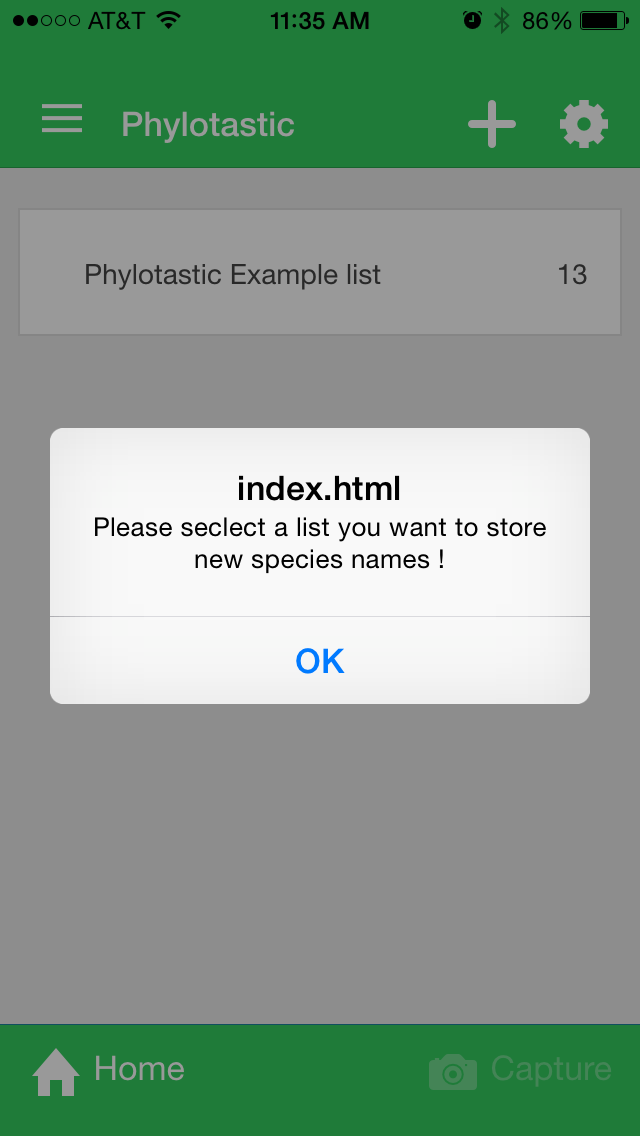 AT&T 11:35 AM 86%
Phylotastic
Phylotastic Example list 13
index.html
Please seclect a list you want to store
new species names !
OK
Home Capture